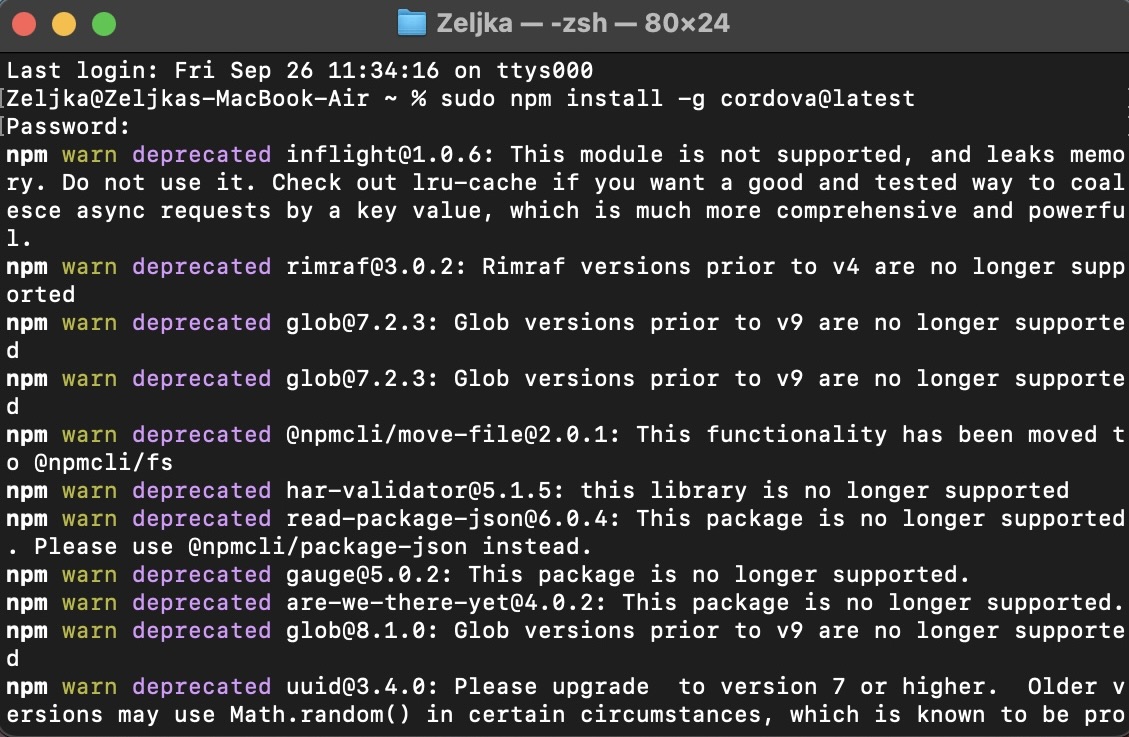 Zeljka — -zsh — 80×24
Last login: Fri Sep 26 11:34:16 on ttys000
[Zeljka@Zeljkas-MacBook-Air ~ % sudo npm install -g cordova@latest
[Password:
npm warn deprecated inflight@1.0.6: This module is not supported, and leaks memo
ry. Do not use it. Check out lru-cache if you want a good and tested way to coal
esce async requests by a key value, which is much more comprehensive and powerfu
l.
npm warn deprecated rimraf@3.0.2: Rimraf versions prior to v4 are no longer supp
orted
npm warn deprecated glob@7.2.3: Glob versions prior to v9 are no longer supporte
d
npm warn deprecated glob@7.2.3: Glob versions prior to v9 are no longer supporte
d
npm warn deprecated @npmcli/move-file@2.0.1: This functionality has been moved t
o @npmcli/fs
npm warn deprecated har-validator@5.1.5: this library is no longer supported
npm warn deprecated read-package-json@6.0.4: This package is no longer supported
. Please use @npmcli/package-json instead.
npm warn deprecated gauge@5.0.2: This package is no longer supported.
npm warn deprecated are-we-there-yet@4.0.2: This package is no longer supported.
npm warn deprecated glob@8.1.0: Glob versions prior to v9 are no longer supporte
d
npm warn deprecated uuid@3.4.0: Please upgrade  to version 7 or higher.  Older v
ersions may use Math.random() in certain circumstances, which is known to be pro